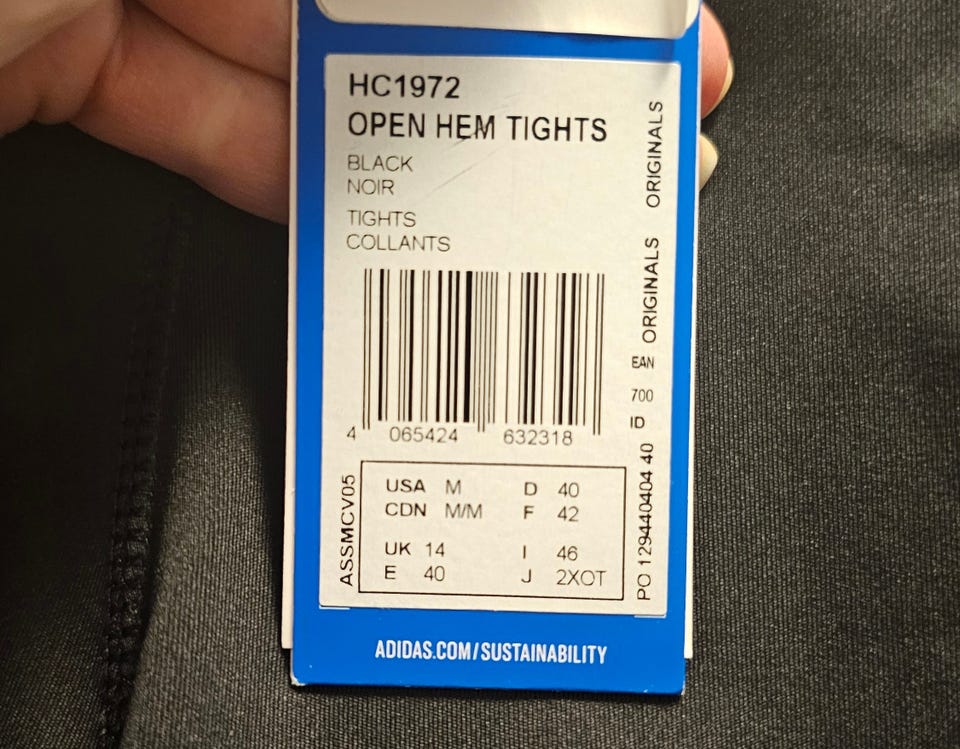 HC1972
OPEN HEM TIGHTS
BLACK
NOIR
TIGHTS
COLLANTS
ORIGINALS
ORIGINALS
EAN
700
ID
PO 129440404 40
4 065424 632318
ASSMCV05
USA M D 40
CDN M/M F 42
UK 14 I 46
E 40 J 2XOT
ADIDAS.COM/SUSTAINABILITY